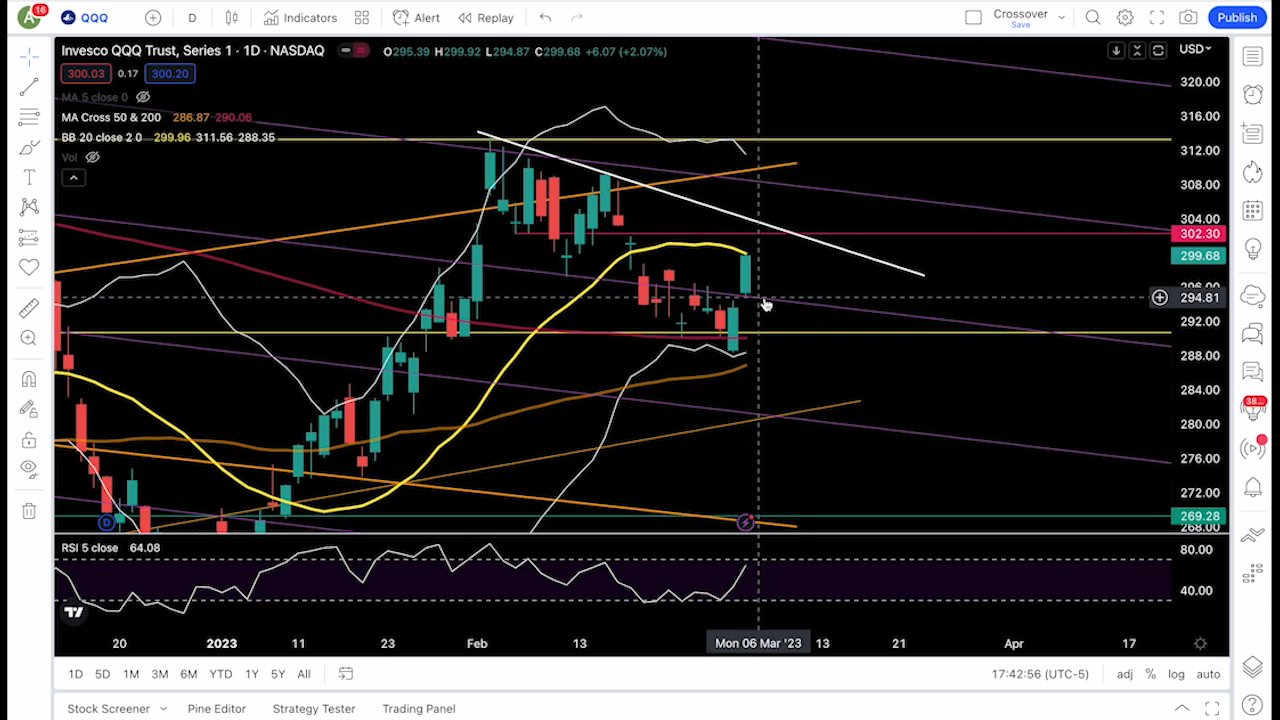 A 16 QQQ D Indicators Alert Replay Crossover Save Publish
Invesco QQQ Trust, Series 1 · 1D · NASDAQ O295.39 H299.92 L294.87 C299.68 +6.07 (+2.07%) USD
300.03 0.17 300.20
MA 5 close 0
MA Cross 50 & 200 286.87 290.06
BB 20 close 2 0 299.96 311.56 288.35
Vol
320.00
316.00
312.00
308.00
304.00
302.30
299.68
292.00
288.00
284.00
280.00
276.00
272.00
269.28
268.00
D
RSI 5 close 64.08
80.00
40.00
20 2023 11 23 Feb 13 Mon 06 Mar '23 13 21 Apr 17
1D 5D 1M 3M 6M YTD 1Y 5Y All 17:42:56 (UTC-5) adj % log auto
Stock Screener Pine Editor Strategy Tester Trading Panel